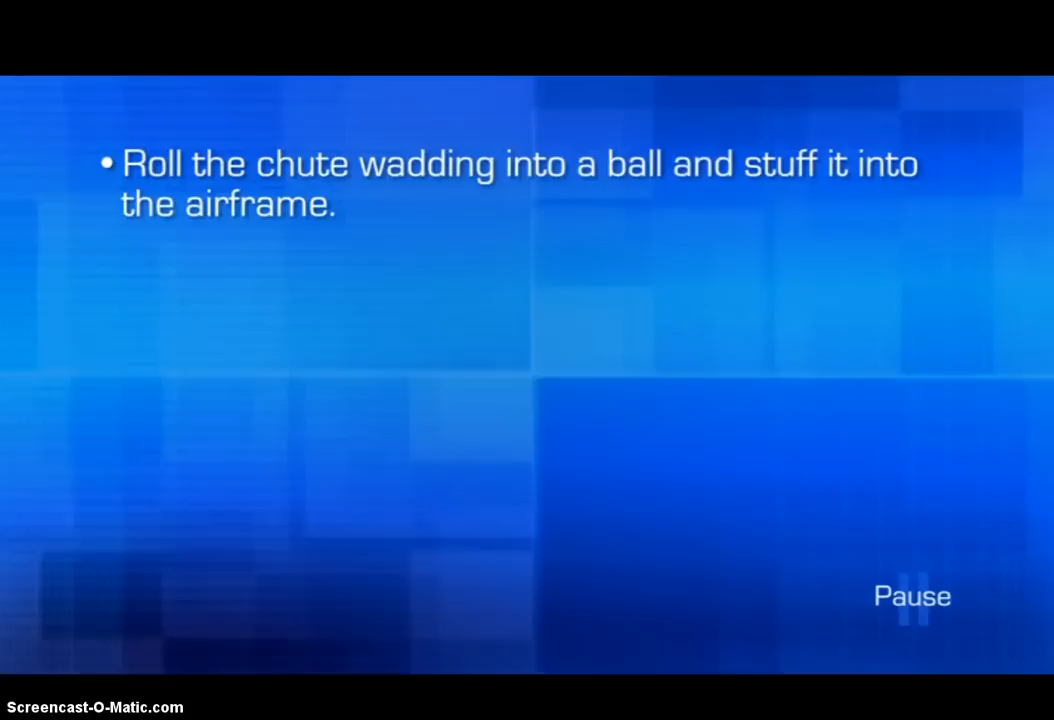 • Roll the chute wadding into a ball and stuff it into
the airframe.
Pause
Screencast-O-Matic.com